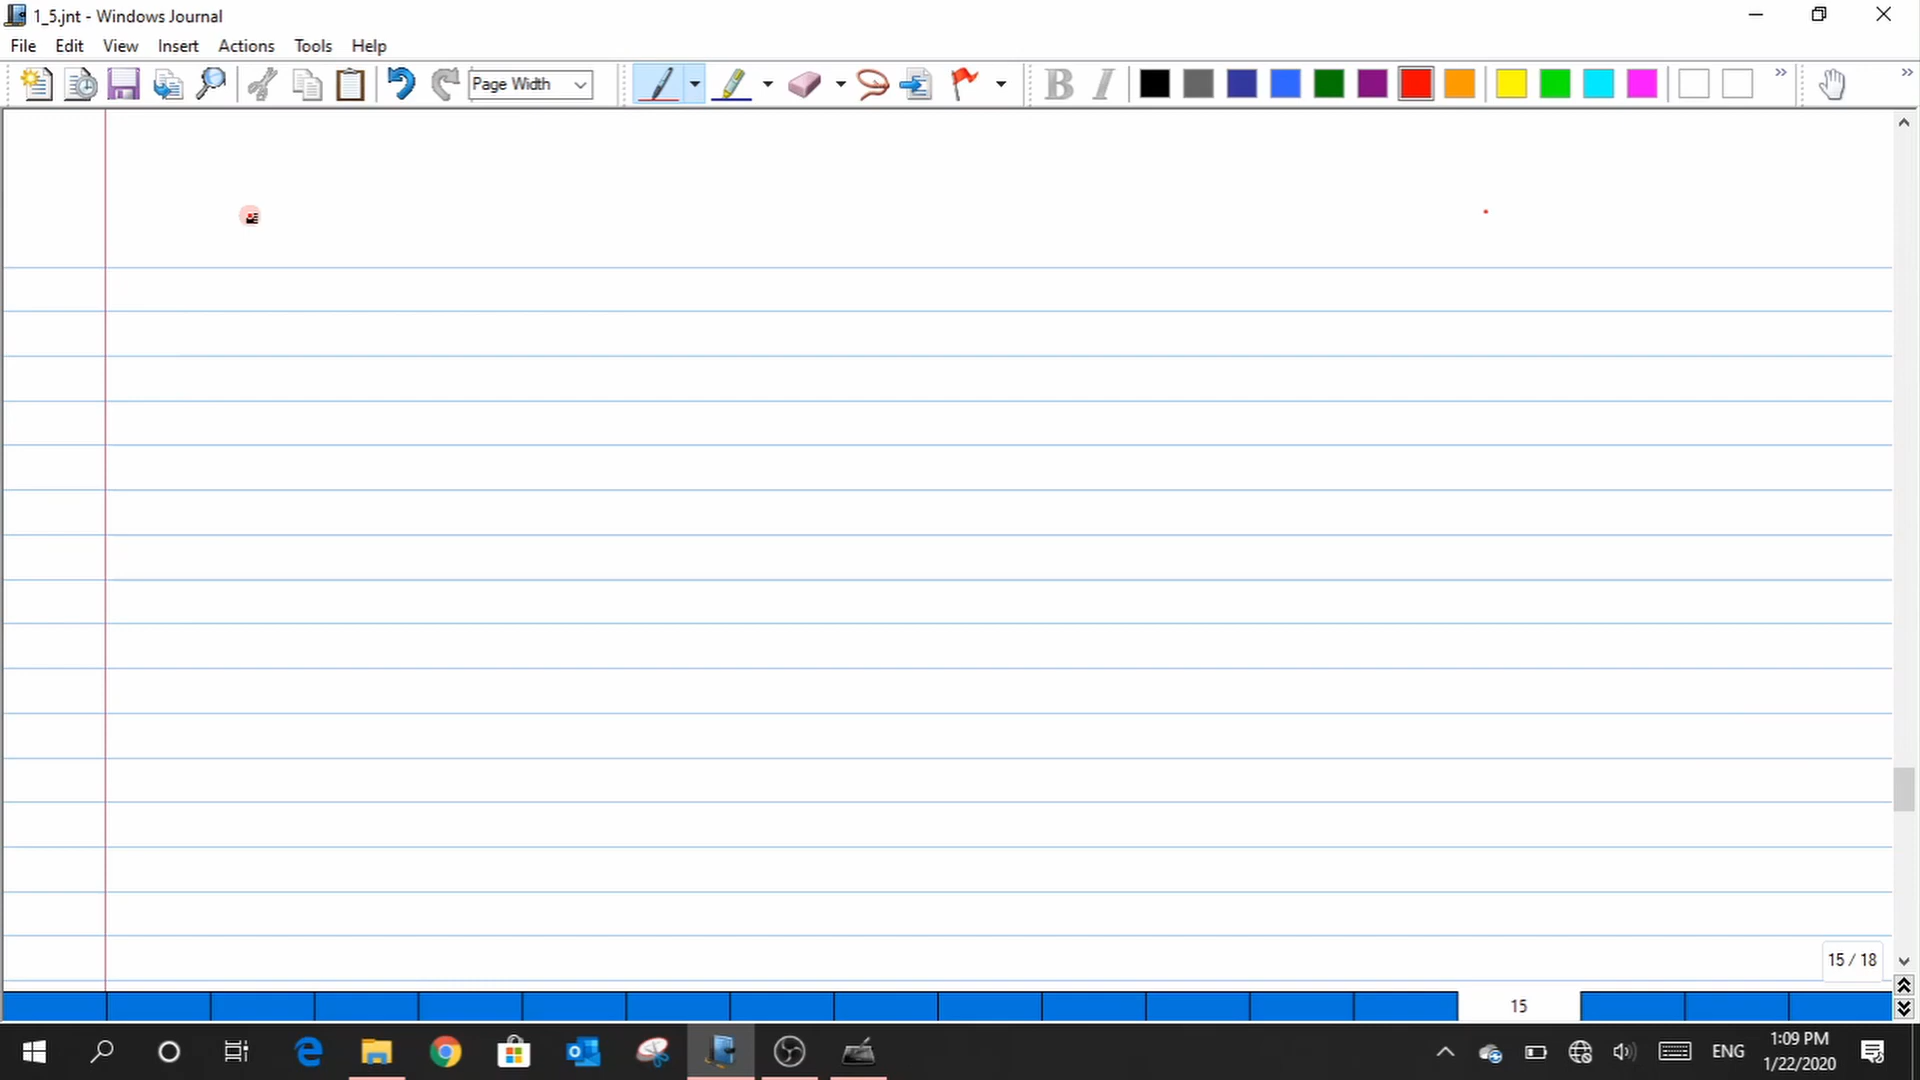 1_5.jnt - Windows Journal
File Edit View Insert Actions Tools Help
Page Width
B I
15 / 18
15
ENG
1:09 PM
1/22/2020